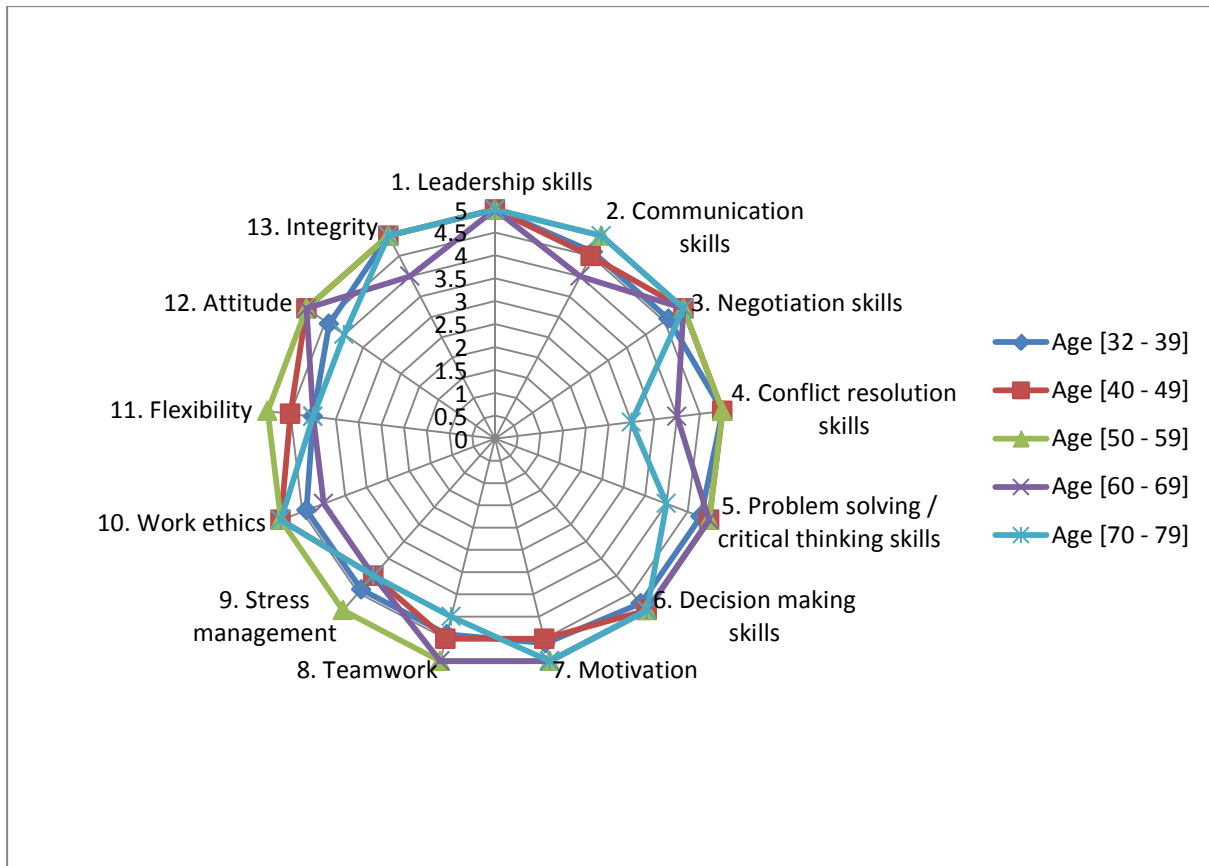 1. Leadership skills
2. Communication
skills
3. Negotiation skills
4. Conflict resolution
skills
5. Problem solving /
critical thinking skills
6. Decision making
skills
7. Motivation
8. Teamwork
9. Stress
management
10. Work ethics
11. Flexibility
12. Attitude
13. Integrity
5
4.5
4
3.5
3
2.5
2
1.5
1
0.5
0
Age [32 - 39]
Age [40 - 49]
Age [50 - 59]
Age [60 - 69]
Age [70 - 79]